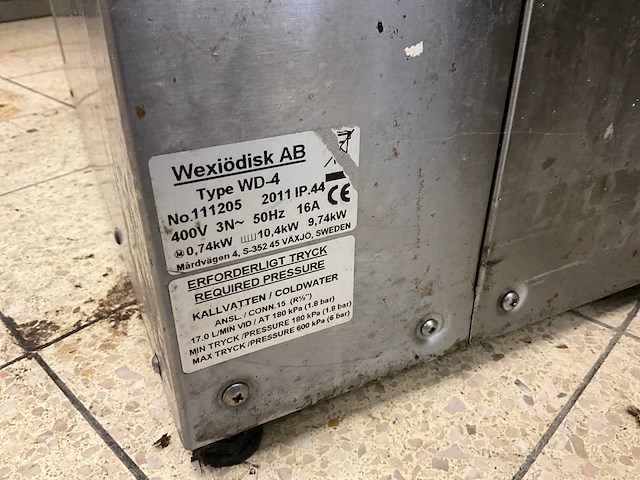 Wexiödisk AB
Type WD-4
No.111205 2011 IP.44
400V 3N~ 50Hz 16A CE
M 0,74kW 10,4kW 9,74kW
Mårdvägen 4, S-352 45 VÄXJÖ, SWEDEN
ERFORDERLIGT TRYCK
REQUIRED PRESSURE
KALLVATTEN / COLDWATER
ANSL. / CONN.15 (R½")
17.0 L/MIN VID / AT 180 kPa (1.8 bar)
MIN TRYCK /PRESSURE 180 kPa (1.8 bar)
MAX TRYCK /PRESSURE 600 kPa (6 bar)